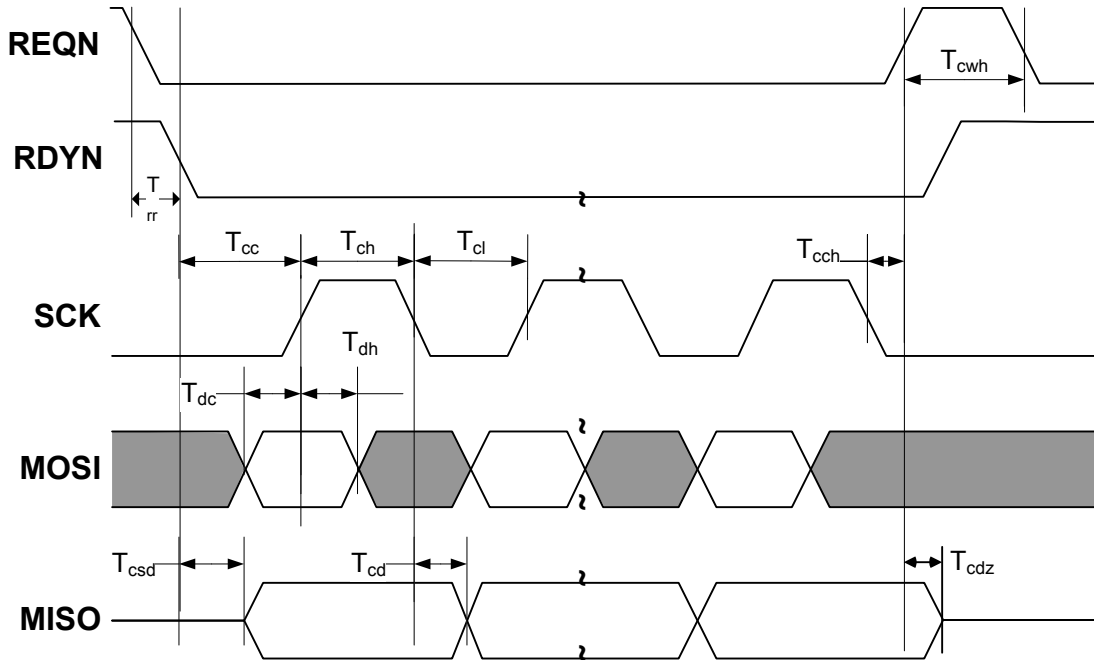 REQN
T_cwh
RDYN
T
rr
T_cc
T_ch
T_cl
T_cch
SCK
T_dh
T_dc
MOSI
T_csd
T_cd
T_cdz
MISO